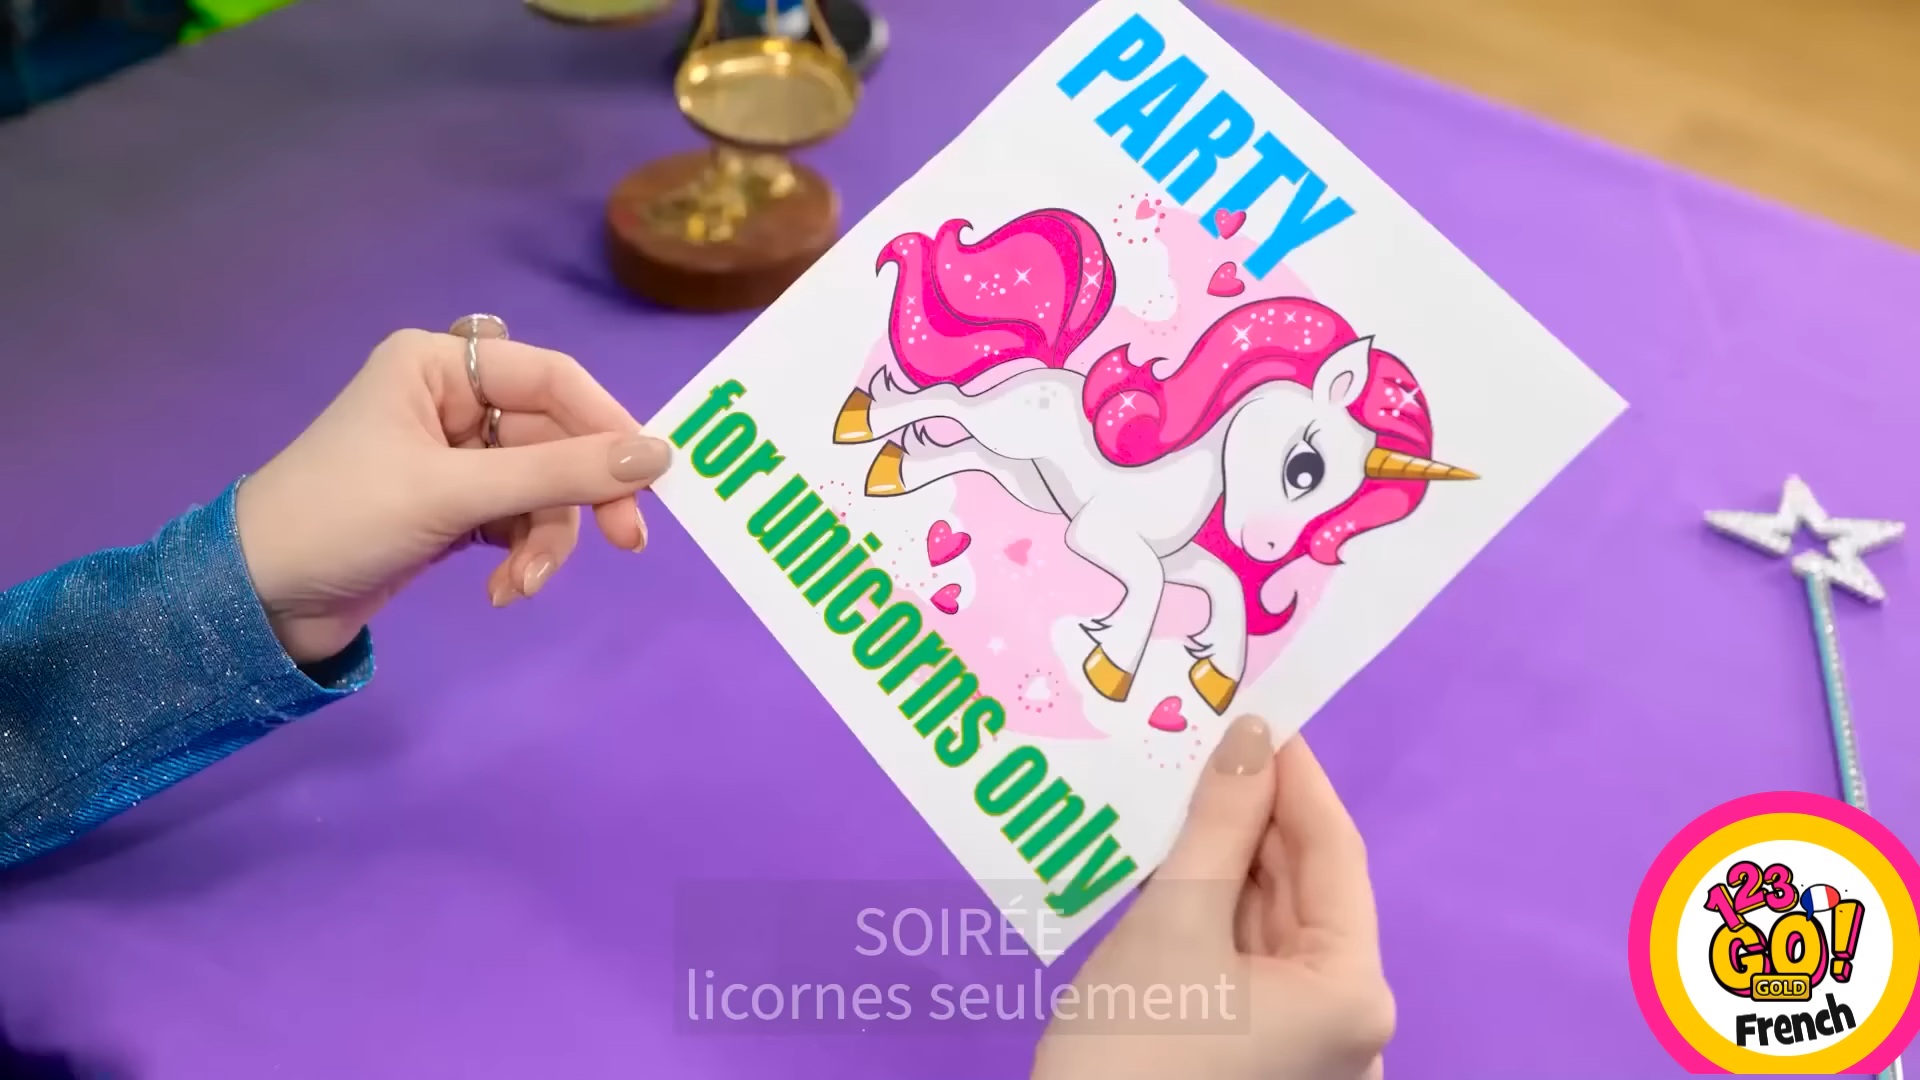 PARTY
for unicorns only
SOIRÉE
licornes seulement
123
GO!
GOLD
French